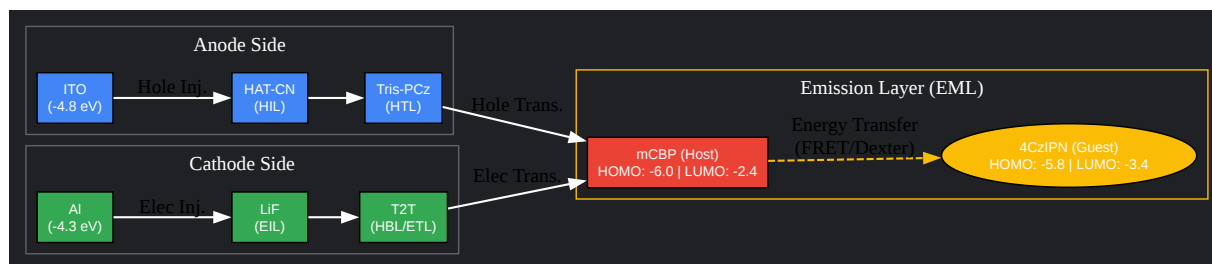 Anode Side
ITO
(-4.8 eV)
Hole Inj.
HAT-CN
(HIL)
Tris-PCz
(HTL)
Hole Trans.
Cathode Side
Al
(-4.3 eV)
Elec Inj.
LiF
(EIL)
T2T
(HBL/ETL)
Elec Trans.
Emission Layer (EML)
mCBP (Host)
HOMO: -6.0 | LUMO: -2.4
Energy Transfer
(FRET/Dexter)
4CzIPN (Guest)
HOMO: -5.8 | LUMO: -3.4